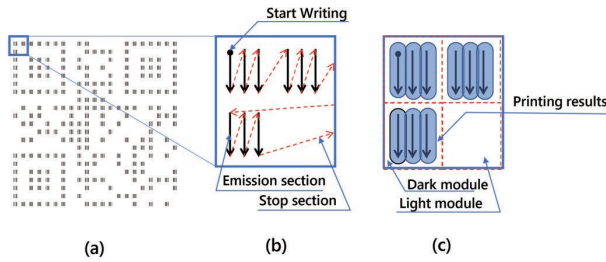 Start Writing
Printing results
Emission section
Stop section
Dark module
Light module
(a)
(b)
(c)